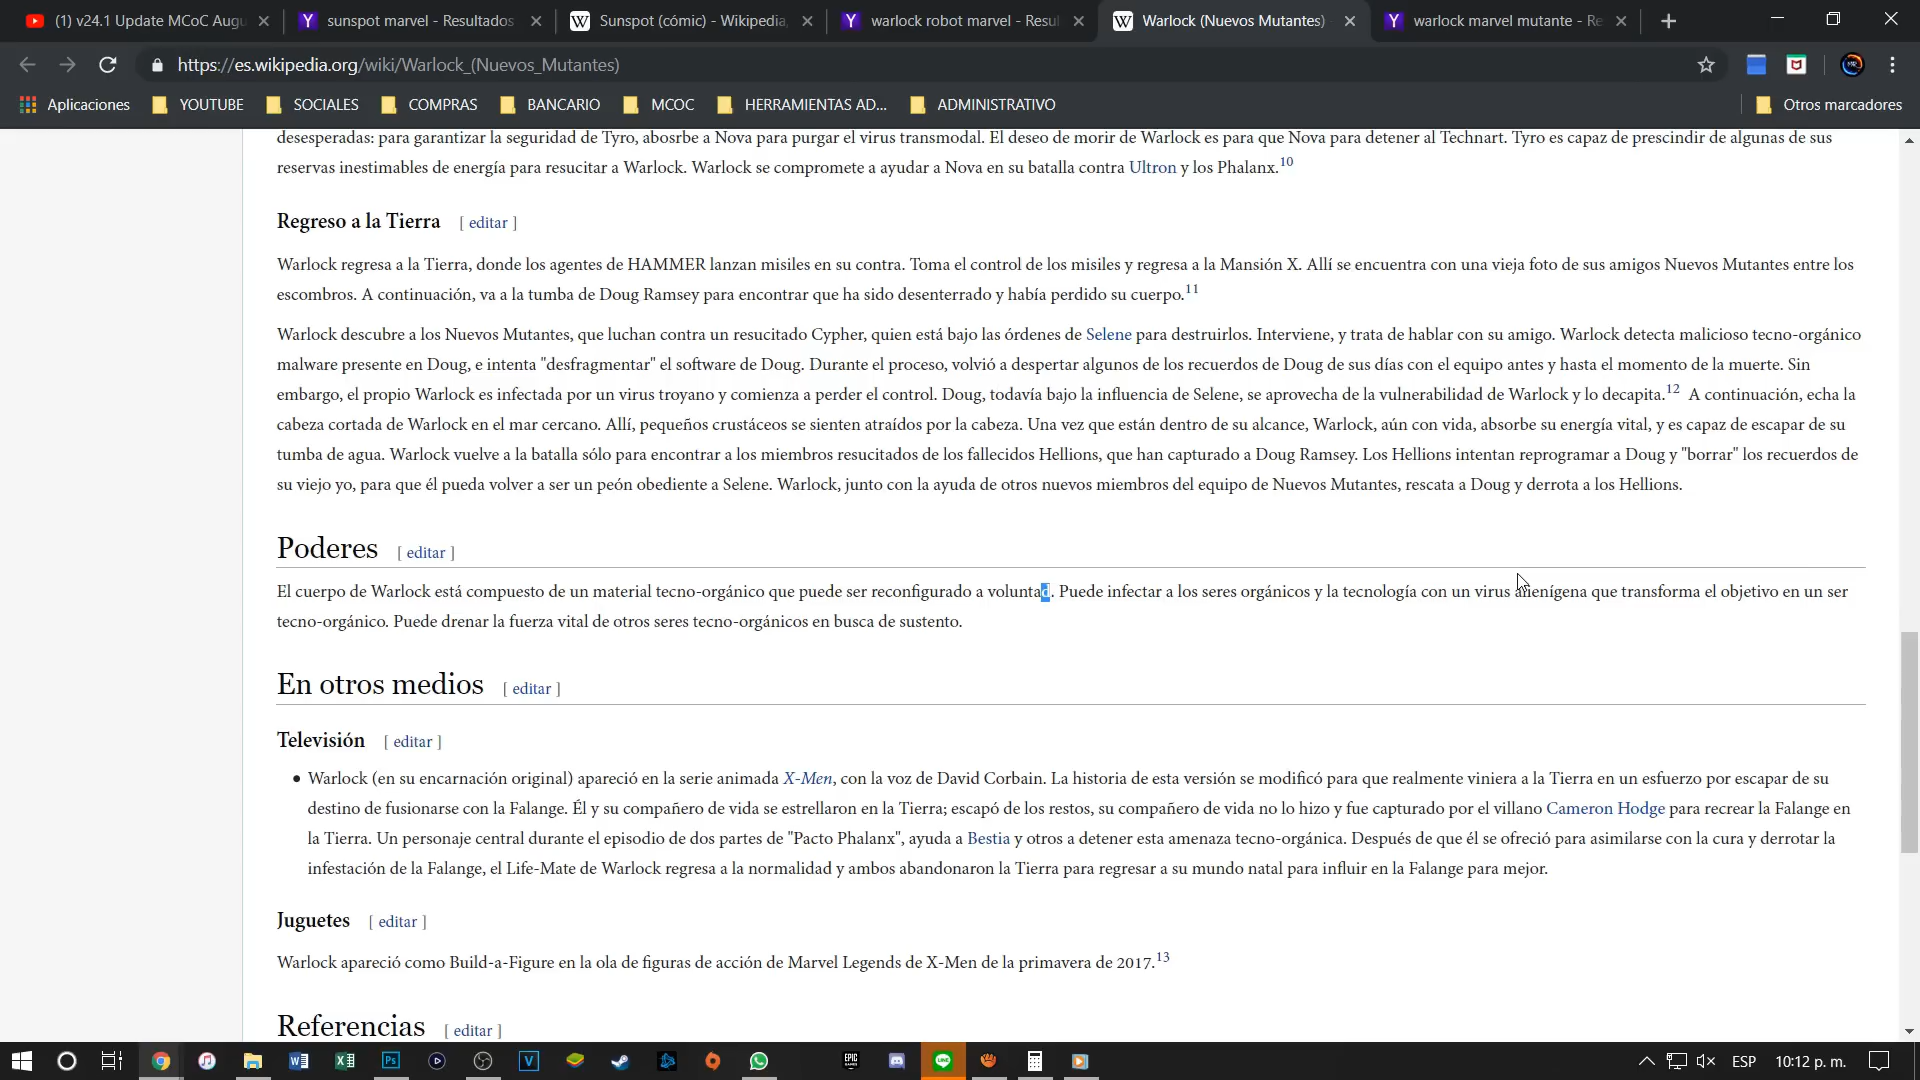 (1) v24.1 Update MCoC Augu
sunspot marvel - Resultados
Sunspot (cómic) - Wikipedia,
warlock robot marvel - Resul
Warlock (Nuevos Mutantes)
warlock marvel mutante - Re
https://es.wikipedia.org/wiki/Warlock_(Nuevos_Mutantes)
Aplicaciones YOUTUBE SOCIALES COMPRAS BANCARIO MCOC HERRAMIENTAS AD... ADMINISTRATIVO Otros marcadores
desesperadas: para garantizar la seguridad de Tyro, abosrbe a Nova para purgar el virus transmodal. El deseo de morir de Warlock es para que Nova para detener al Technart. Tyro es capaz de prescindir de algunas de sus
reservas inestimables de energía para resucitar a Warlock. Warlock se compromete a ayudar a Nova en su batalla contra Ultron y los Phalanx.10
Regreso a la Tierra [ editar ]
Warlock regresa a la Tierra, donde los agentes de HAMMER lanzan misiles en su contra. Toma el control de los misiles y regresa a la Mansión X. Allí se encuentra con una vieja foto de sus amigos Nuevos Mutantes entre los
escombros. A continuación, va a la tumba de Doug Ramsey para encontrar que ha sido desenterrado y había perdido su cuerpo.11
Warlock descubre a los Nuevos Mutantes, que luchan contra un resucitado Cypher, quien está bajo las órdenes de Selene para destruirlos. Interviene, y trata de hablar con su amigo. Warlock detecta malicioso tecno-orgánico
malware presente en Doug, e intenta "desfragmentar" el software de Doug. Durante el proceso, volvió a despertar algunos de los recuerdos de Doug de sus días con el equipo antes y hasta el momento de la muerte. Sin
embargo, el propio Warlock es infectada por un virus troyano y comienza a perder el control. Doug, todavía bajo la influencia de Selene, se aprovecha de la vulnerabilidad de Warlock y lo decapita.12 A continuación, echa la
cabeza cortada de Warlock en el mar cercano. Allí, pequeños crustáceos se sienten atraídos por la cabeza. Una vez que están dentro de su alcance, Warlock, aún con vida, absorbe su energía vital, y es capaz de escapar de su
tumba de agua. Warlock vuelve a la batalla sólo para encontrar a los miembros resucitados de los fallecidos Hellions, que han capturado a Doug Ramsey. Los Hellions intentan reprogramar a Doug y "borrar" los recuerdos de
su viejo yo, para que él pueda volver a ser un peón obediente a Selene. Warlock, junto con la ayuda de otros nuevos miembros del equipo de Nuevos Mutantes, rescata a Doug y derrota a los Hellions.
Poderes [ editar ]
El cuerpo de Warlock está compuesto de un material tecno-orgánico que puede ser reconfigurado a voluntad. Puede infectar a los seres orgánicos y la tecnología con un virus alienígena que transforma el objetivo en un ser
tecno-orgánico. Puede drenar la fuerza vital de otros seres tecno-orgánicos en busca de sustento.
En otros medios [ editar ]
Televisión [ editar ]
Warlock (en su encarnación original) apareció en la serie animada X-Men, con la voz de David Corbain. La historia de esta versión se modificó para que realmente viniera a la Tierra en un esfuerzo por escapar de su
destino de fusionarse con la Falange. Él y su compañero de vida se estrellaron en la Tierra; escapó de los restos, su compañero de vida no lo hizo y fue capturado por el villano Cameron Hodge para recrear la Falange en
la Tierra. Un personaje central durante el episodio de dos partes de "Pacto Phalanx", ayuda a Bestia y otros a detener esta amenaza tecno-orgánica. Después de que él se ofreció para asimilarse con la cura y derrotar la
infestación de la Falange, el Life-Mate de Warlock regresa a la normalidad y ambos abandonaron la Tierra para regresar a su mundo natal para influir en la Falange para mejor.
Juguetes [ editar ]
Warlock apareció como Build-a-Figure en la ola de figuras de acción de Marvel Legends de X-Men de la primavera de 2017.13
Referencias [ editar ]
ESP 10:12 p. m.